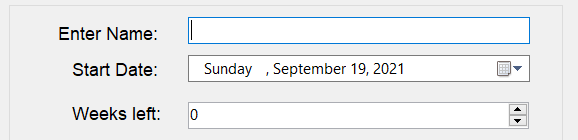 Enter Name:
Start Date: Sunday , September 19, 2021
Weeks left: 0